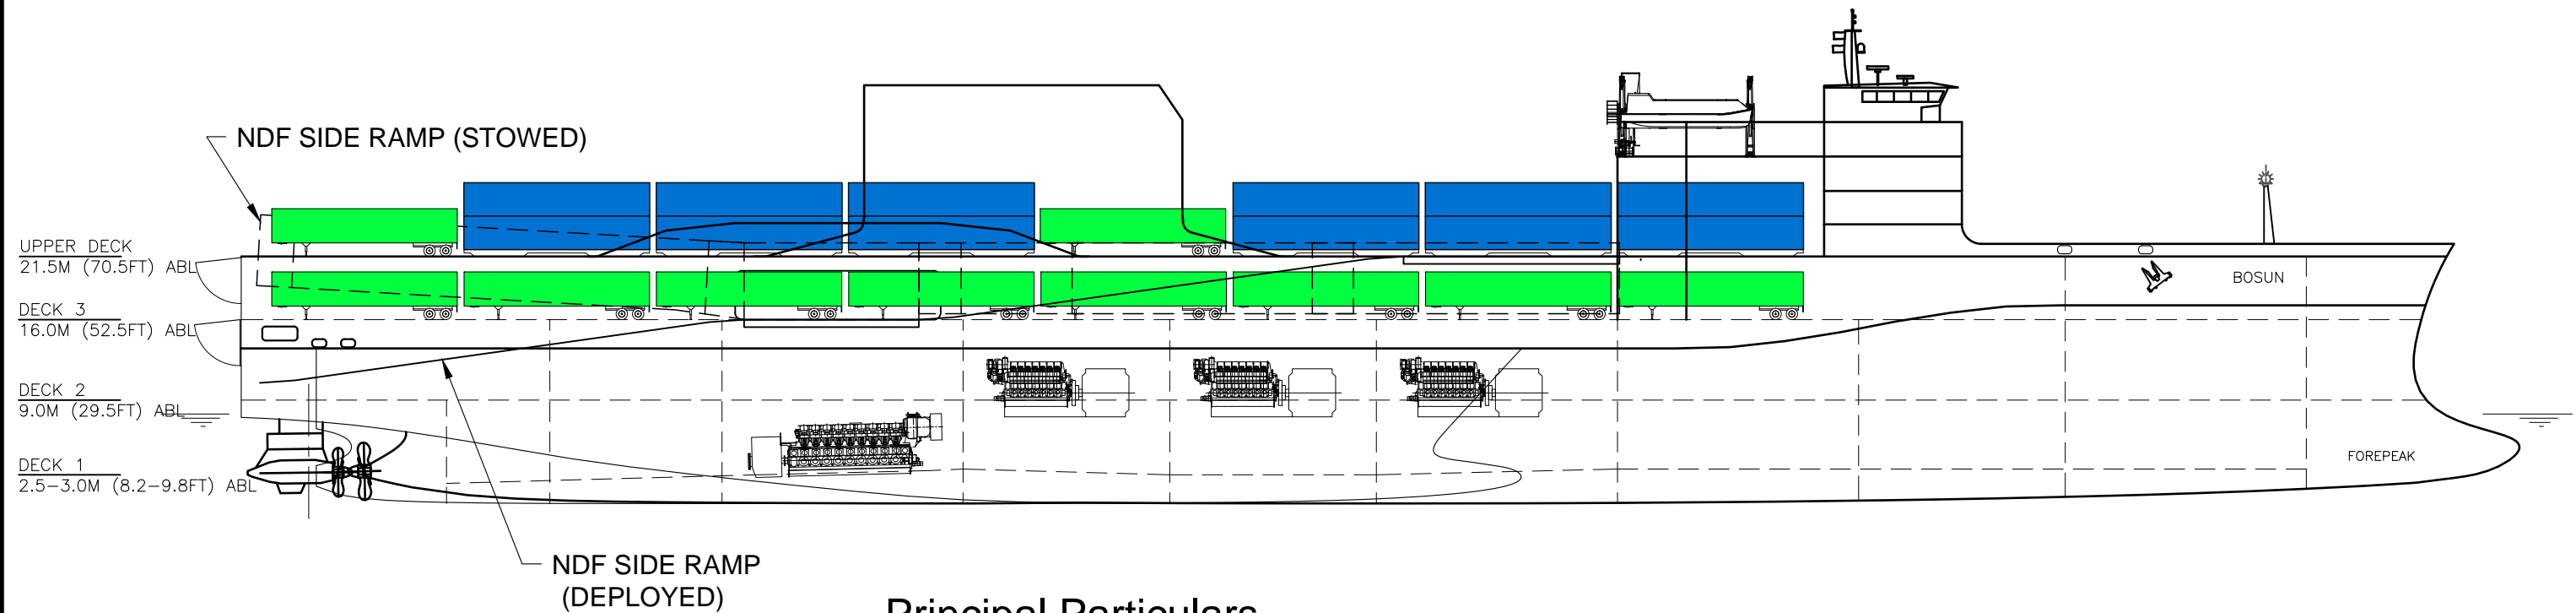 NDF SIDE RAMP (STOWED)
UPPER DECK
21.5M (70.5FT) ABL
BOSUN
DECK 3
16.0M (52.5FT) ABL
DECK 2
9.0M (29.5FT) ABL
FOREPEAK
DECK 1
2.5-3.0M (8.2-9.8FT) ABL
NDF SIDE RAMP
(DEPLOYED)
Principal Particulars